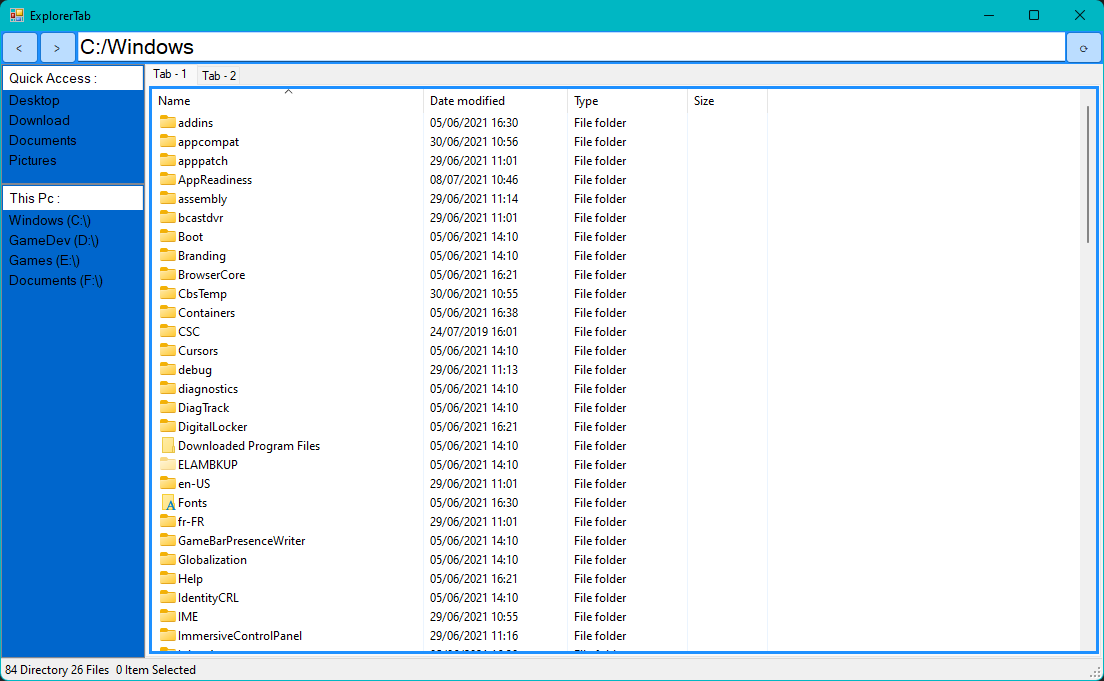 ExplorerTab
< > C:/Windows
Quick Access :
Desktop
Download
Documents
Pictures
This Pc :
Windows (C:\)
GameDev (D:\)
Games (E:\)
Documents (F:\)
Tab - 1 Tab - 2
Name Date modified Type Size
addins 05/06/2021 16:30 File folder
appcompat 30/06/2021 10:56 File folder
apppatch 29/06/2021 11:01 File folder
AppReadiness 08/07/2021 10:46 File folder
assembly 29/06/2021 11:14 File folder
bcastdvr 29/06/2021 11:01 File folder
Boot 05/06/2021 14:10 File folder
Branding 05/06/2021 14:10 File folder
BrowserCore 05/06/2021 16:21 File folder
CbsTemp 30/06/2021 10:55 File folder
Containers 05/06/2021 16:38 File folder
CSC 24/07/2019 16:01 File folder
Cursors 05/06/2021 14:10 File folder
debug 29/06/2021 11:13 File folder
diagnostics 05/06/2021 14:10 File folder
DiagTrack 05/06/2021 14:10 File folder
DigitalLocker 05/06/2021 16:21 File folder
Downloaded Program Files 05/06/2021 14:10 File folder
ELAMBKUP 05/06/2021 14:10 File folder
en-US 29/06/2021 11:01 File folder
Fonts 05/06/2021 16:30 File folder
fr-FR 29/06/2021 11:01 File folder
GameBarPresenceWriter 05/06/2021 14:10 File folder
Globalization 05/06/2021 14:10 File folder
Help 05/06/2021 16:21 File folder
IdentityCRL 05/06/2021 14:10 File folder
IME 29/06/2021 10:55 File folder
ImmersiveControlPanel 29/06/2021 11:16 File folder
84 Directory 26 Files 0 Item Selected